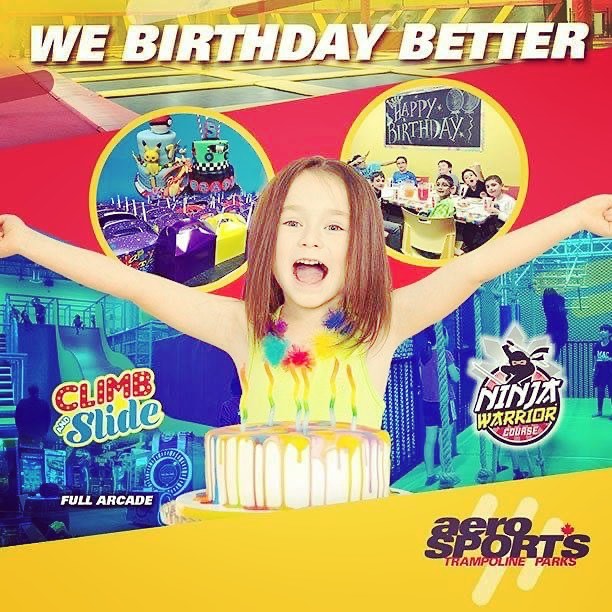 WE BIRTHDAY BETTER
HAPPY
BIRTHDAY
CLIMB
AND Slide
NINJA
WARRIOR
COURSE
FULL ARCADE
aero
SPORTS
TRAMPOLINE PARKS